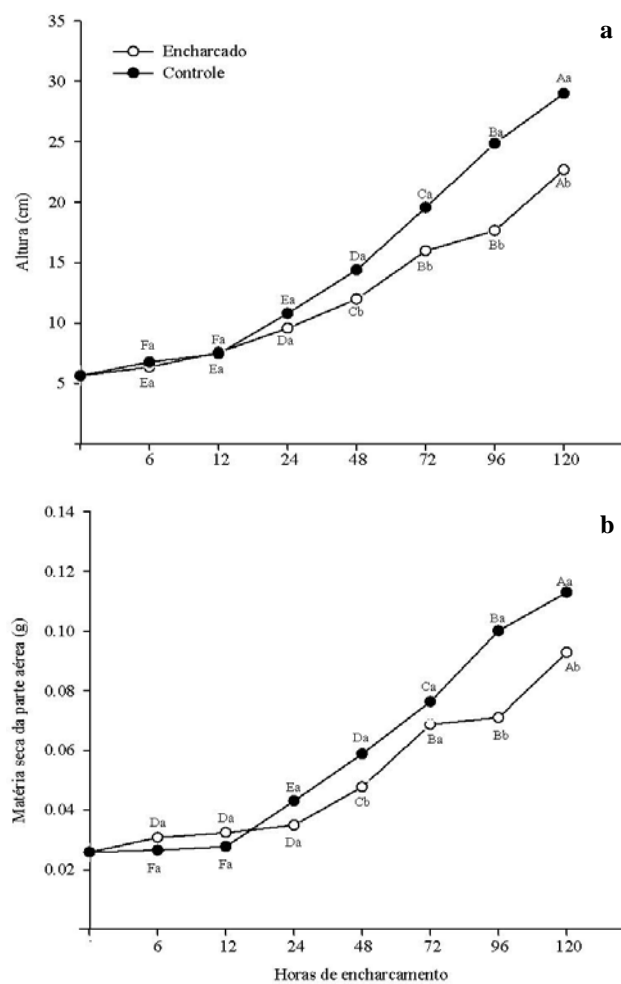 a
35
Encharcado
Controle
30
Aa
Ba
25
Ab
Altura (cm)
20
Ca
Bb
15
Da
Bb
Ea
Cb
10
Fa
Fa
Da
Ea
Ea
5
6
12
24
48
72
96
120
b
0.14
0.12
Aa
Ba
0.10
Ab
Matéria seca da parte aérea (g)
0.08
Ca
Da
Ba
Bb
0.06
Ea
Cb
0.04
Da
Da
Da
Fa
Fa
0.02
6
12
24
48
72
96
120
Horas de encharcamento